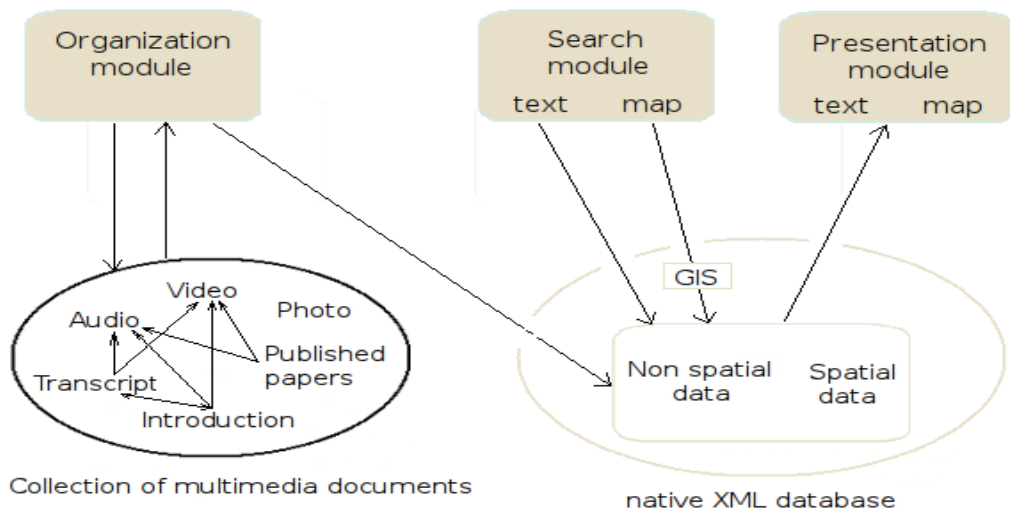 Organization
module
Search
module
text map
Presentation
module
text map
Video
Photo
Audio
Published
papers
Transcript
Introduction
Collection of multimedia documents
GIS
Non spatial
data
Spatial
data
native XML database